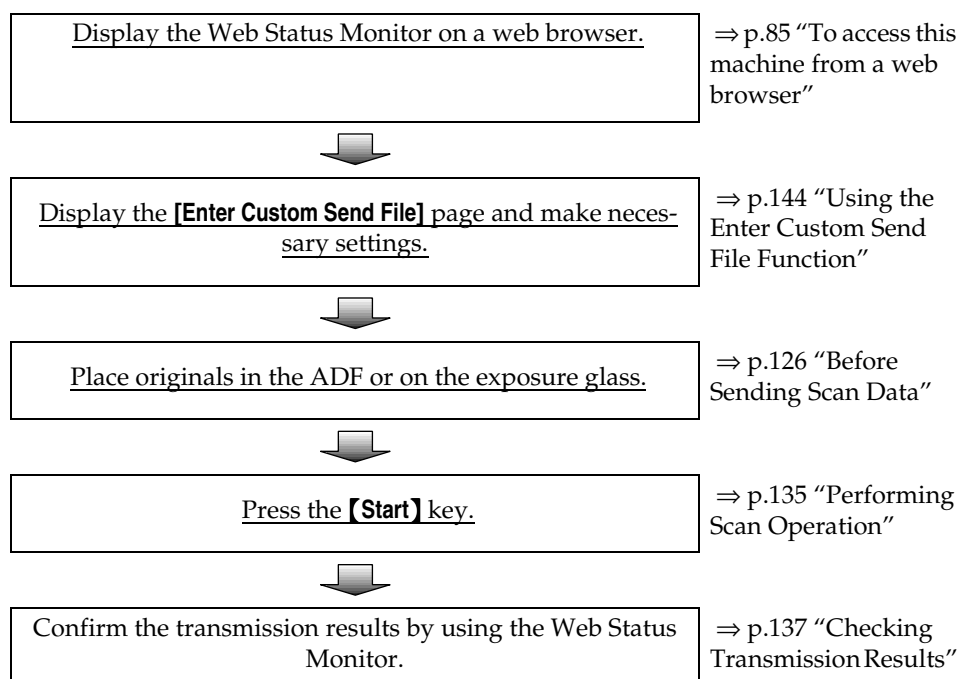 Display the Web Status Monitor on a web browser.
⇒ p.85 “To access this
machine from a web
browser”
Display the [Enter Custom Send File] page and make neces-
sary settings.
⇒ p.144 “Using the
Enter Custom Send
File Function”
Place originals in the ADF or on the exposure glass.
⇒ p.126 “Before
Sending Scan Data”
Press the 【Start】 key.
⇒ p.135 “Performing
Scan Operation”
Confirm the transmission results by using the Web Status
Monitor.
⇒ p.137 “Checking
Transmission Results”